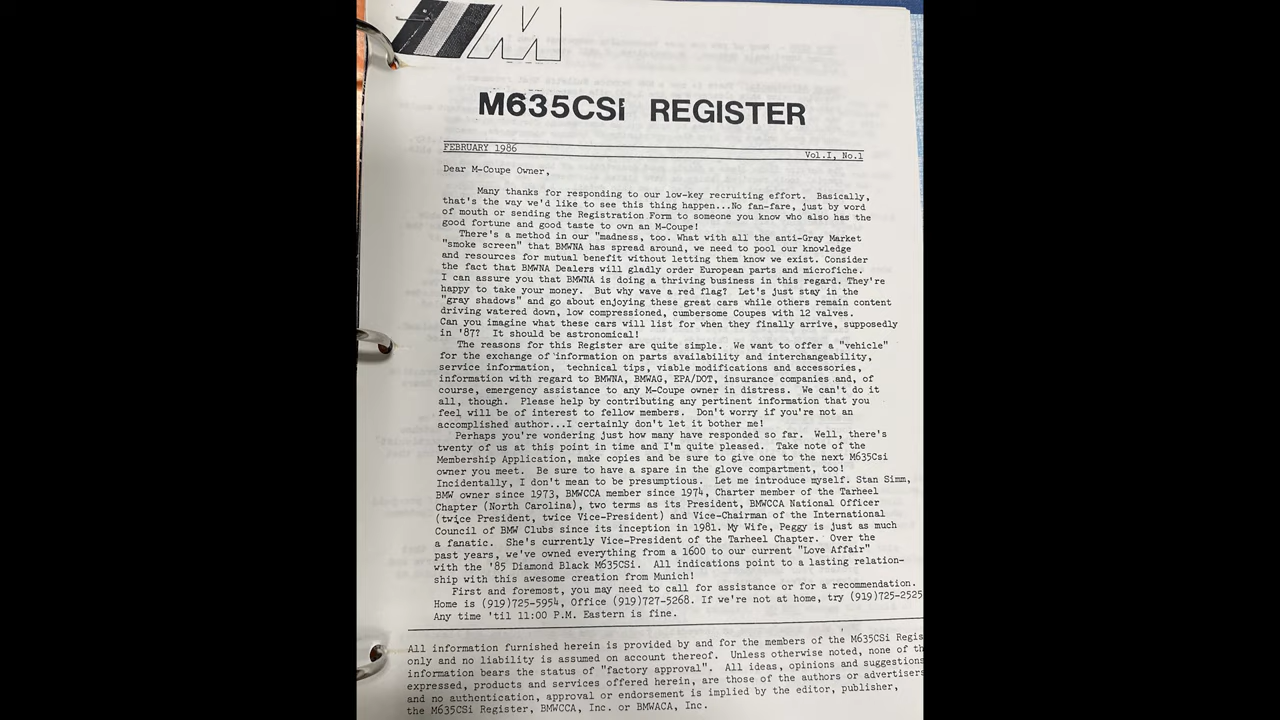 M
M635CSi REGISTER
FEBRUARY 1986 Vol.I, No.1
Dear M-Coupe Owner,
Many thanks for responding to our low-key recruiting effort. Basically,
that's the way we'd like to see this thing happen...No fan-fare, just by word
of mouth or sending the Registration Form to someone you know who also has the
good fortune and good taste to own an M-Coupe!
There's a method in our "madness, too. What with all the anti-Gray Market
"smoke screen" that BMWNA has spread around, we need to pool our knowledge
and resources for mutual benefit without letting them know we exist. Consider
the fact that BMWNA Dealers will gladly order European parts and microfiche.
I can assure you that BMWNA is doing a thriving business in this regard. They're
happy to take your money. But why wave a red flag? Let's just stay in the
"gray shadows" and go about enjoying these great cars while others remain content
driving watered down, low compressioned, cumbersome Coupes with 12 valves.
Can you imagine what these cars will list for when they finally arrive, supposedly
in '87? It should be astronomical!
The reasons for this Register are quite simple. We want to offer a "vehicle"
for the exchange of information on parts availability and interchangeability,
service information, technical tips, viable modifications and accessories,
information with regard to BMWNA, BMWAG, EPA/DOT, insurance companies and, of
course, emergency assistance to any M-Coupe owner in distress. We can't do it
all, though. Please help by contributing any pertinent information that you
feel will be of interest to fellow members. Don't worry if you're not an
accomplished author...I certainly don't let it bother me!
Perhaps you're wondering just how many have responded so far. Well, there's
twenty of us at this point in time and I'm quite pleased. Take note of the
Membership Application, make copies and be sure to give one to the next M635Csi
owner you meet. Be sure to have a spare in the glove compartment, too!
Incidentally, I don't mean to be presumptious. Let me introduce myself. Stan Simm,
BMW owner since 1973, BMWCCA member since 1974, Charter member of the Tarheel
Chapter (North Carolina), two terms as its President, BMWCCA National Officer
(twice President, twice Vice-President) and Vice-Chairman of the International
Council of BMW Clubs since its inception in 1981. My Wife, Peggy is just as much
a fanatic. She's currently Vice-President of the Tarheel Chapter. Over the
past years, we've owned everything from a 1600 to our current "Love Affair"
with the '85 Diamond Black M635CSi. All indications point to a lasting relation-
ship with this awesome creation from Munich!
First and foremost, you may need to call for assistance or for a recommendation.
Home is (919)725-5954, Office (919)727-5268. If we're not at home, try (919)725-2525
Any time 'til 11:00 P.M. Eastern is fine.
All information furnished herein is provided by and for the members of the M635CSi Regis
only and no liability is assumed on account thereof. Unless otherwise noted, none of th
information bears the status of "factory approval". All ideas, opinions and suggestions
expressed, products and services offered herein, are those of the authors or advertisers
and no authentication, approval or endorsement is implied by the editor, publisher,
the M635CSi Register, BMWCCA, Inc. or BMWACA, Inc.